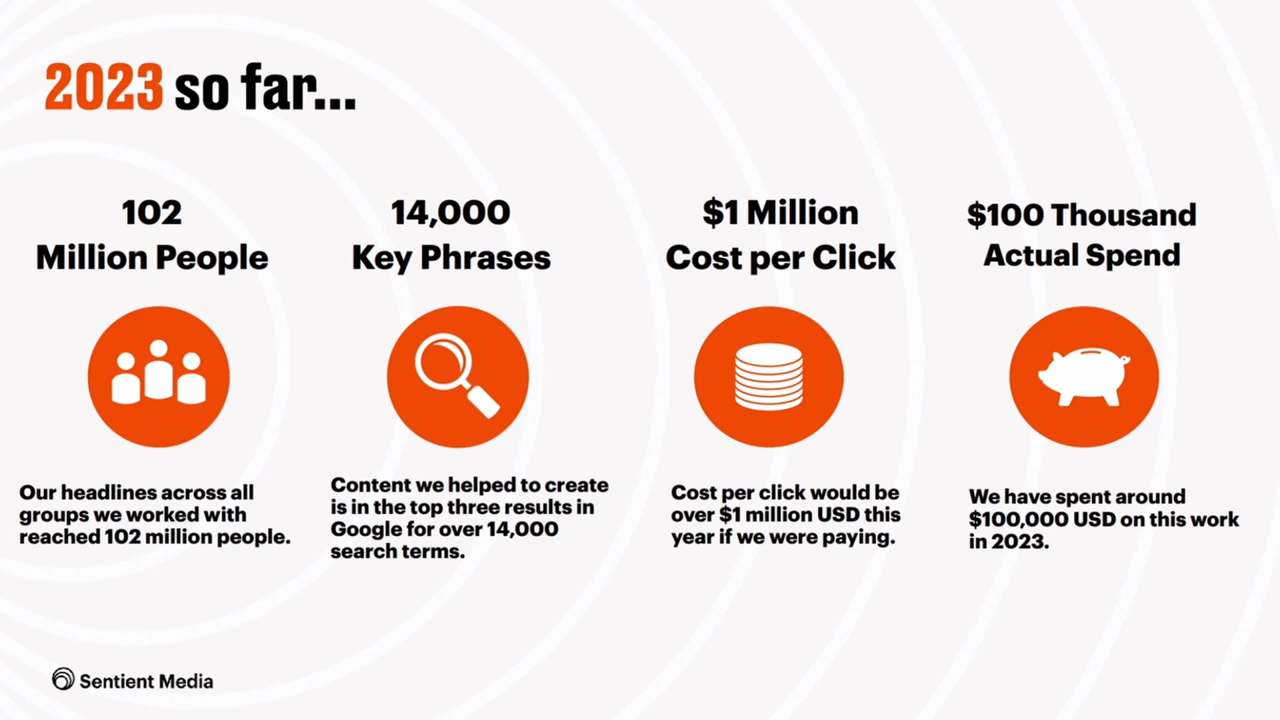 2023 so far...
102
Million People
Our headlines across all
groups we worked with
reached 102 million people.
14,000
Key Phrases
Content we helped to create
is in the top three results in
Google for over 14,000
search terms.
$1 Million
Cost per Click
Cost per click would be
over $1 million USD this
year if we were paying.
$100 Thousand
Actual Spend
We have spent around
$100,000 USD on this work
in 2023.
Sentient Media